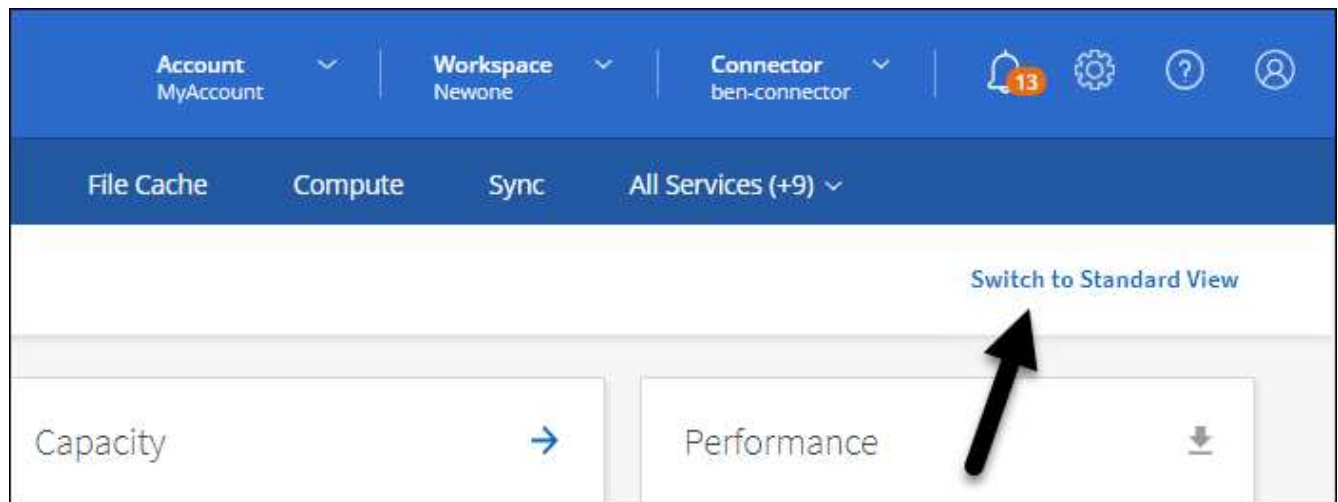 Account Workspace Connector
MyAccount Newone ben-connector
13
?
File Cache Compute Sync All Services (+9)
Switch to Standard View
Capacity Performance